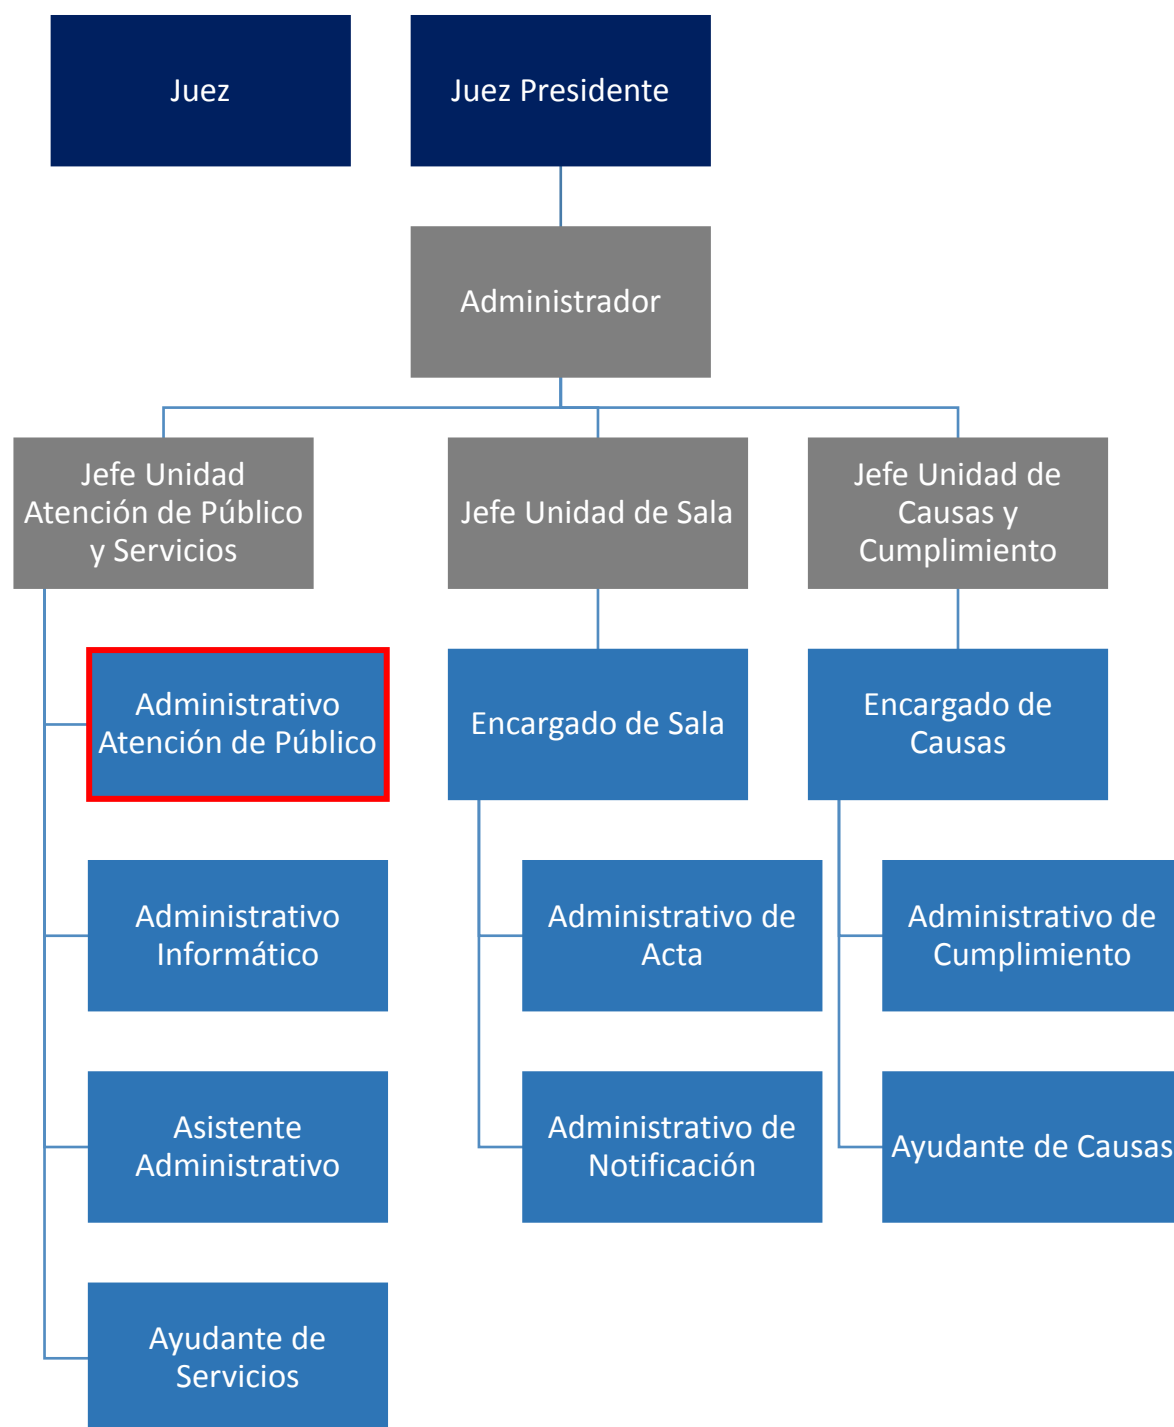 Juez
Juez Presidente
Administrador
Jefe Unidad
Atención de Público
y Servicios
Jefe Unidad de Sala
Jefe Unidad de
Causas y
Cumplimiento
Administrativo
Atención de Público
Encargado de Sala
Encargado de
Causas
Administrativo
Informático
Administrativo de
Acta
Administrativo de
Cumplimiento
Asistente
Administrativo
Administrativo de
Notificación
Ayudante de Causas
Ayudante de
Servicios